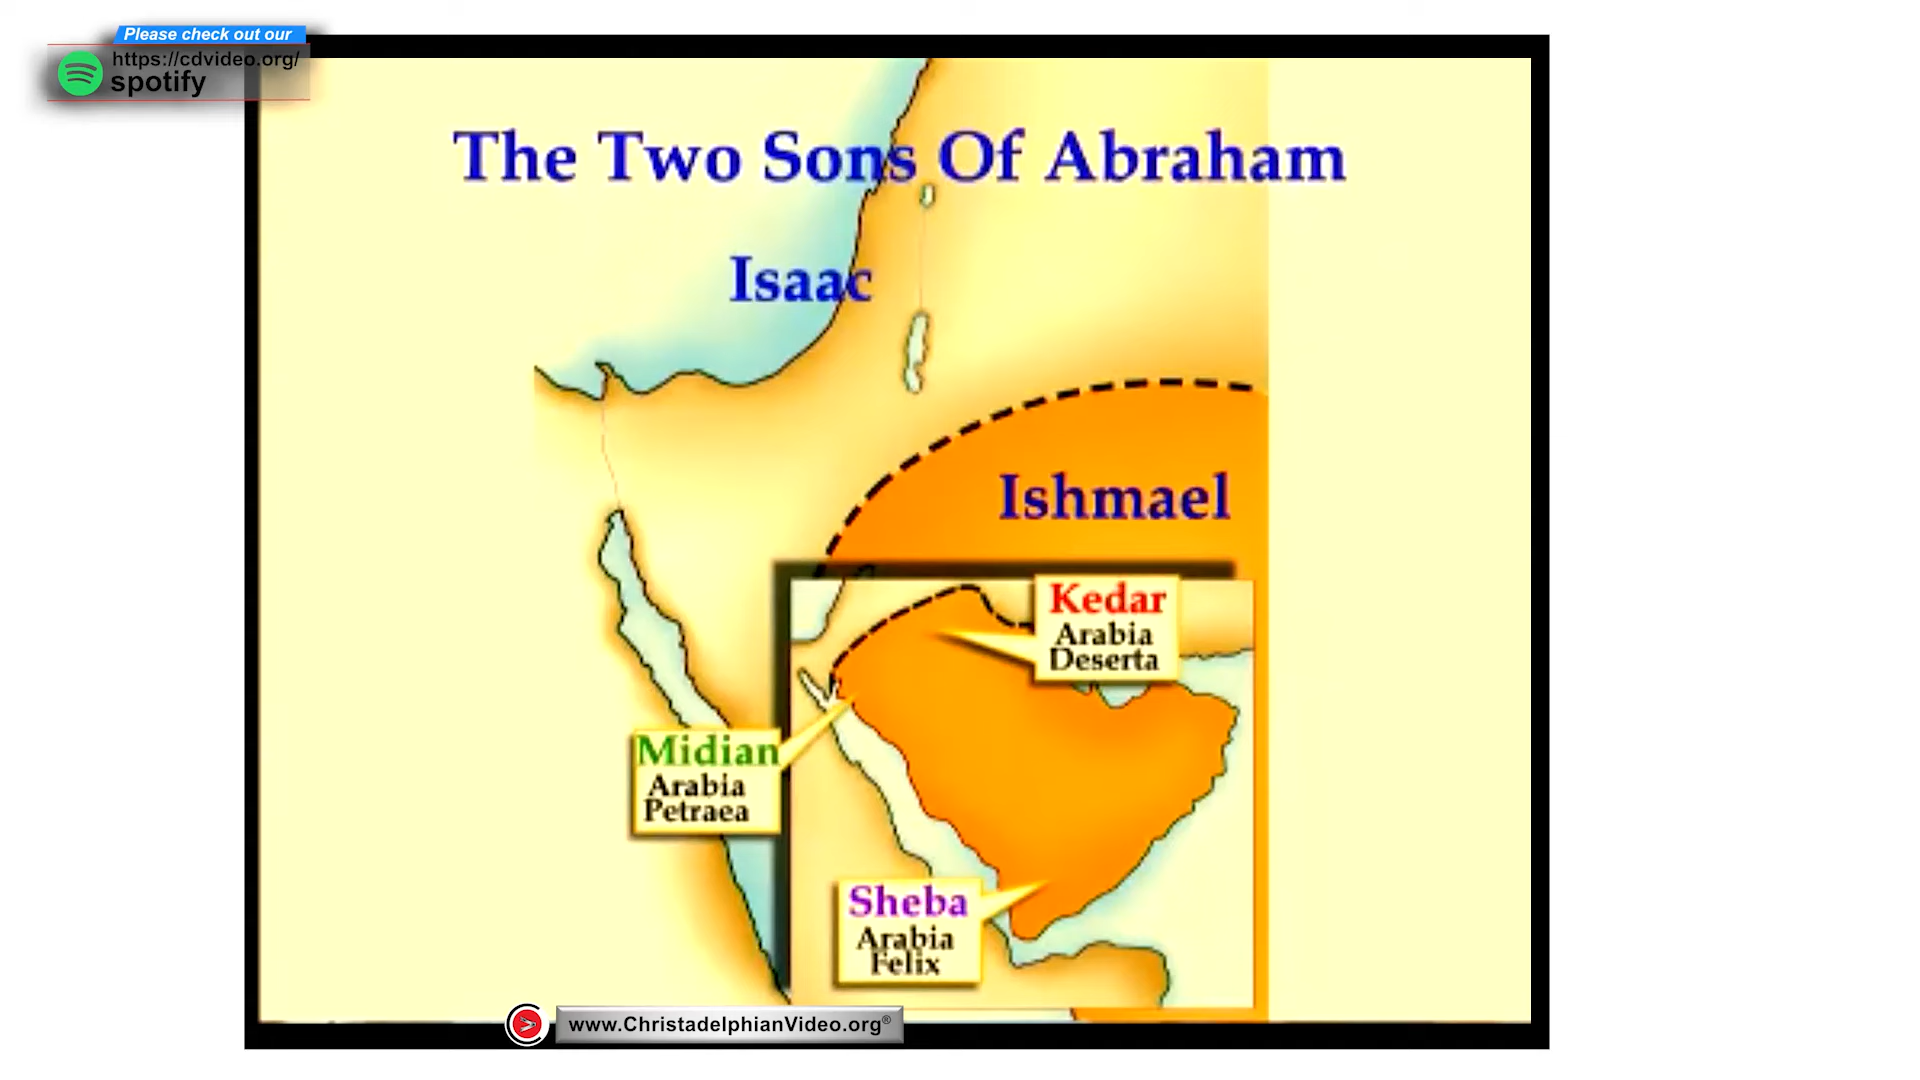 Please check out our
https://cdvideo.org/
spotify
The Two Sons Of Abraham
Isaac
Ishmael
Kedar
Arabia
Deserta
Midian
Arabia
Petraea
Sheba
Arabia
Felix
www.ChristadelphianVideo.org®